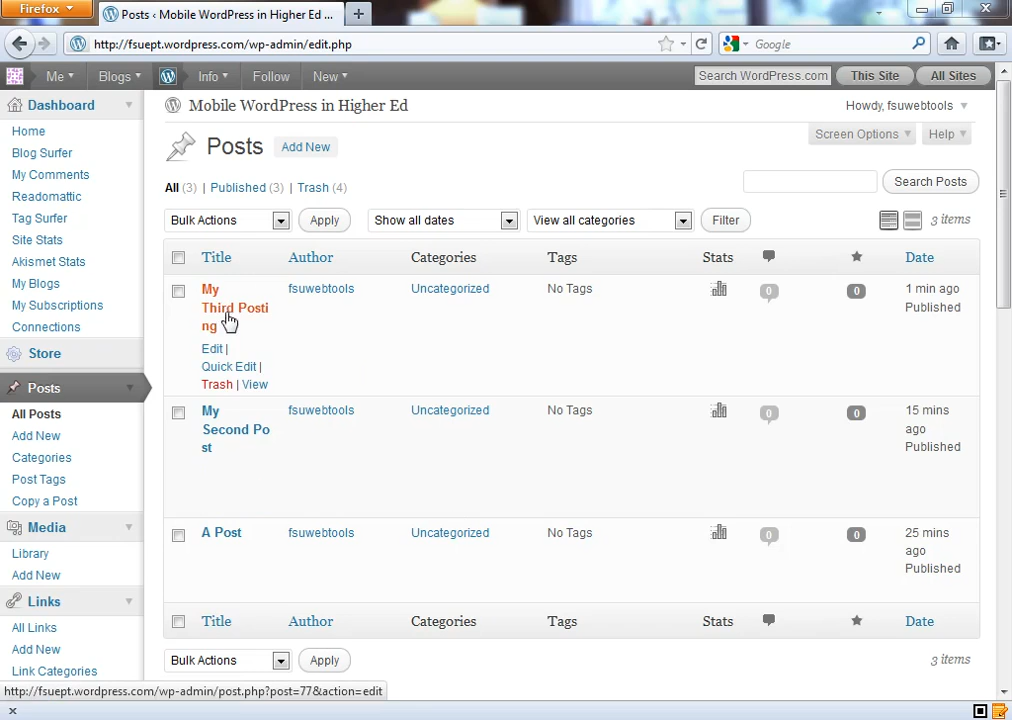 Firefox
Posts ‹ Mobile WordPress in Higher Ed ...
http://fsuept.wordpress.com/wp-admin/edit.php
Google
Me Blogs Info Follow New Search WordPress.com This Site All Sites
Dashboard
Home
Blog Surfer
My Comments
Readomattic
Tag Surfer
Site Stats
Akismet Stats
My Blogs
My Subscriptions
Connections
Store
Posts
All Posts
Add New
Categories
Post Tags
Copy a Post
Media
Library
Add New
Links
All Links
Add New
Link Categories
Mobile WordPress in Higher Ed
Howdy, fsuwebtools
Screen Options Help
Posts Add New
All (3) | Published (3) | Trash (4)
Search Posts
Bulk Actions Apply Show all dates View all categories Filter 3 items
Title Author Categories Tags Stats Date
My
Third Posti
ng
Edit |
Quick Edit |
Trash | View
fsuwebtools Uncategorized No Tags 0 0
1 min ago
Published
My
Second Po
st
fsuwebtools Uncategorized No Tags 0 0
15 mins
ago
Published
A Post fsuwebtools Uncategorized No Tags 0 0
25 mins
ago
Published
Title Author Categories Tags Stats Date
Bulk Actions Apply 3 items
http://fsuept.wordpress.com/wp-admin/post.php?post=77&action=edit